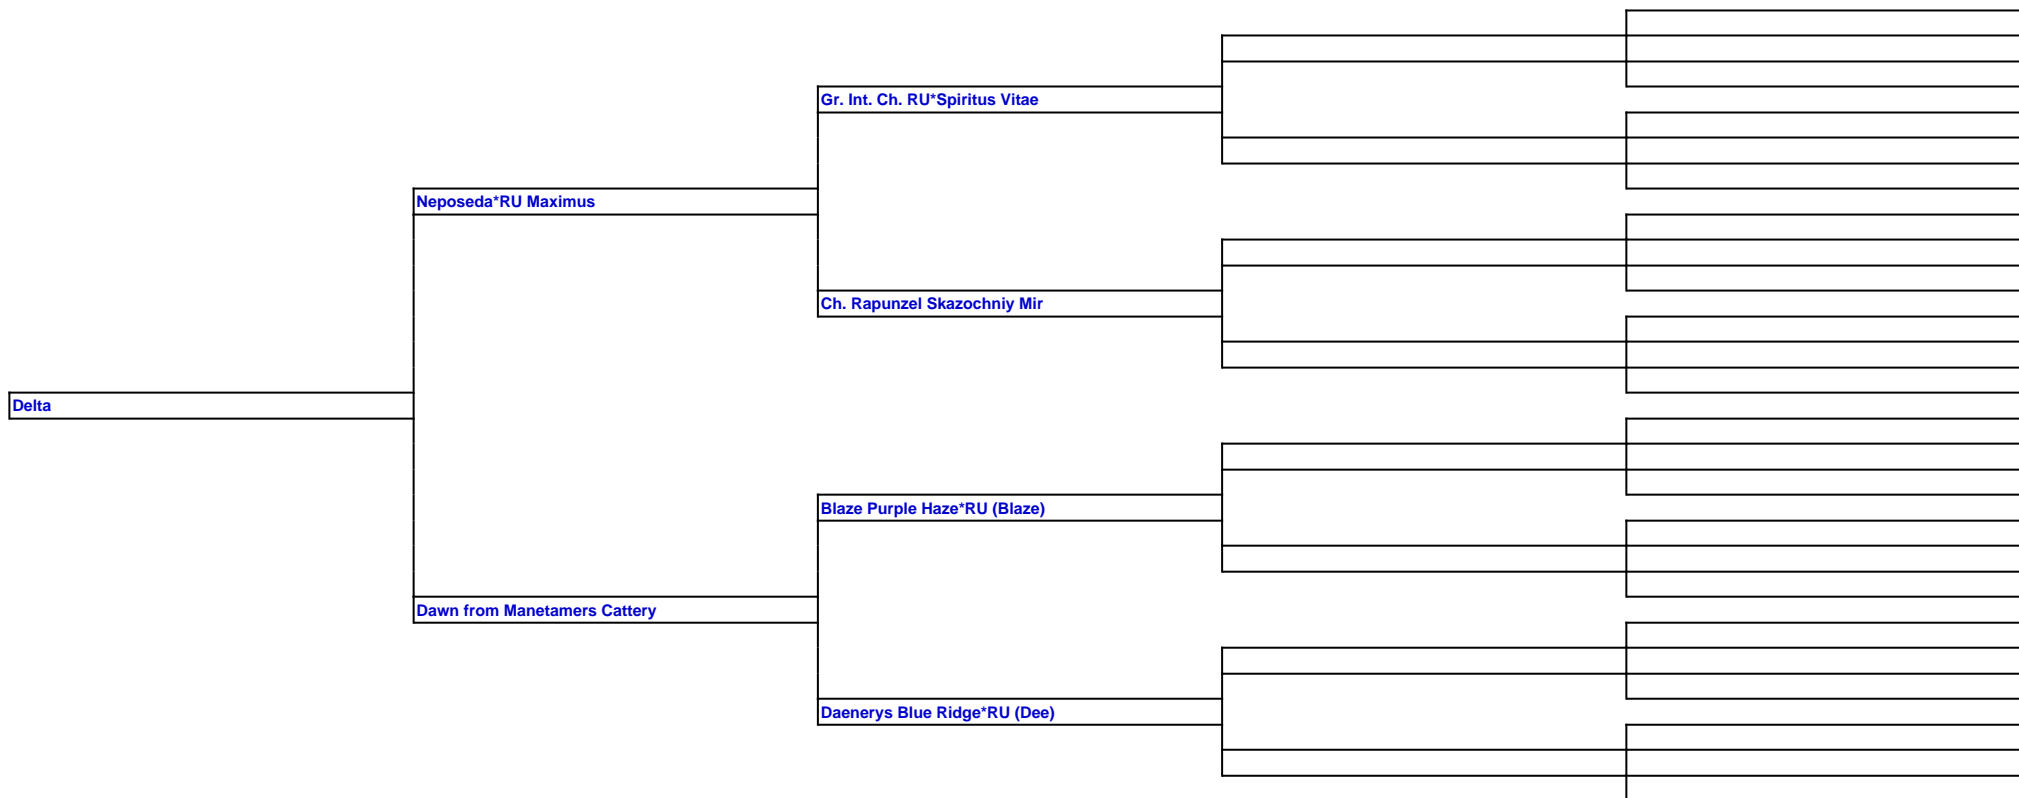 Gr. Int. Ch. RU*Spiritus Vitae
Neposeda*RU Maximus
Ch. Rapunzel Skazochniy Mir
Delta
Blaze Purple Haze*RU (Blaze)
Dawn from Manetamers Cattery
Daenerys Blue Ridge*RU (Dee)